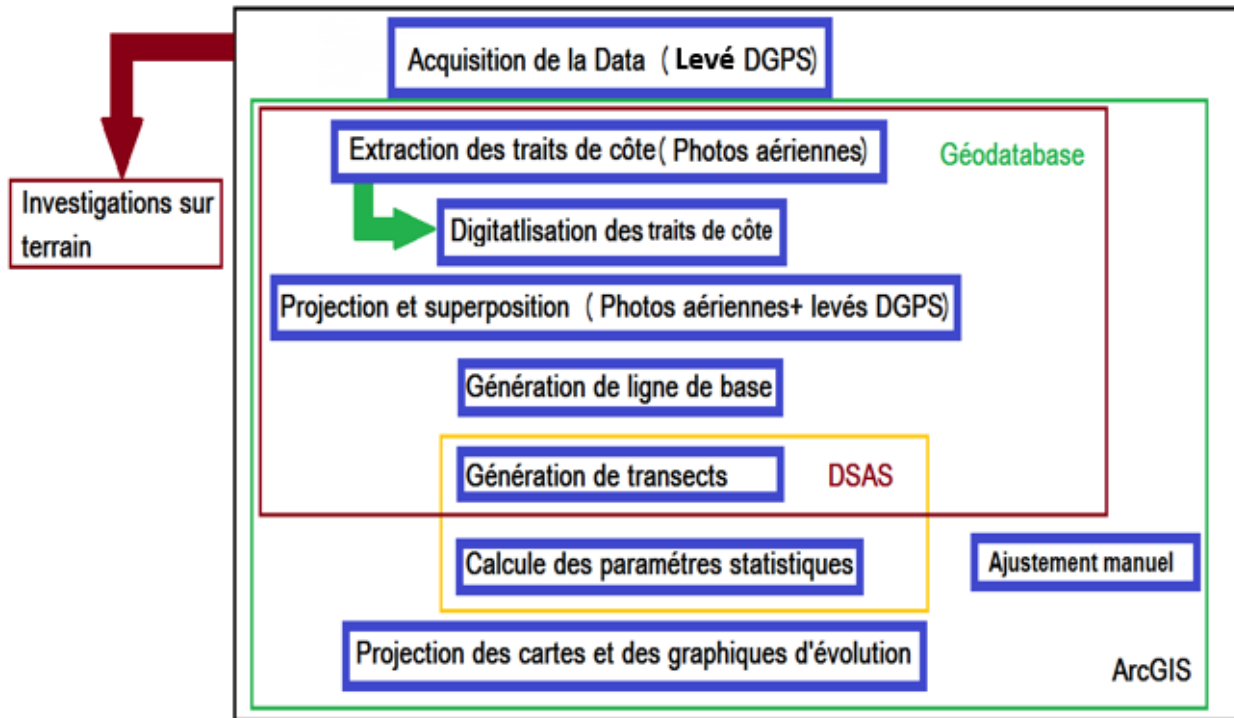 Acquisition de la Data ( Levé DGPS)
Extraction des traits de côte( Photos aériennes)
Géodatabase
Investigations sur
terrain
Digitatlisation des traits de côte
Projection et superposition ( Photos aériennes+ levés DGPS)
Génération de ligne de base
Génération de transects
DSAS
Calcule des paramétres statistiques
Ajustement manuel
Projection des cartes et des graphiques d'évolution
ArcGIS